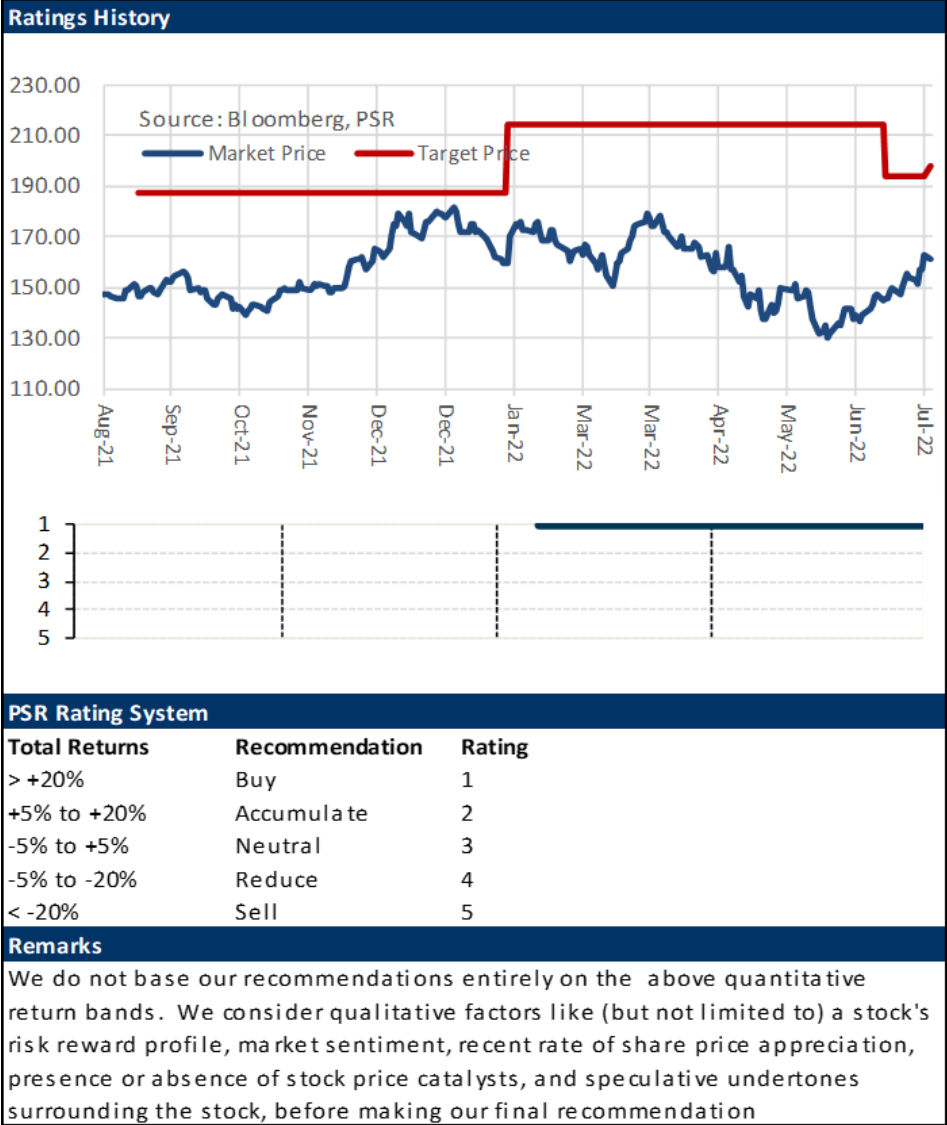 Ratings History
230.00
210.00
190.00
170.00
150.00
130.00
110.00
Source: Bloomberg, PSR
Market Price Target Price
Aug-21 Sep-21 Oct-21 Nov-21 Dec-21 Dec-21 Jan-22 Mar-22 Mar-22 Apr-22 May-22 Jun-22 Jul-22
1
2
3
4
5
PSR Rating System
Total Returns Recommendation Rating
> +20% Buy 1
+5% to +20% Accumulate 2
-5% to +5% Neutral 3
-5% to -20% Reduce 4
< -20% Sell 5
Remarks
We do not base our recommendations entirely on the above quantitative
return bands. We consider qualitative factors like (but not limited to) a stock's
risk reward profile, market sentiment, recent rate of share price appreciation,
presence or absence of stock price catalysts, and speculative undertones
surrounding the stock, before making our final recommendation